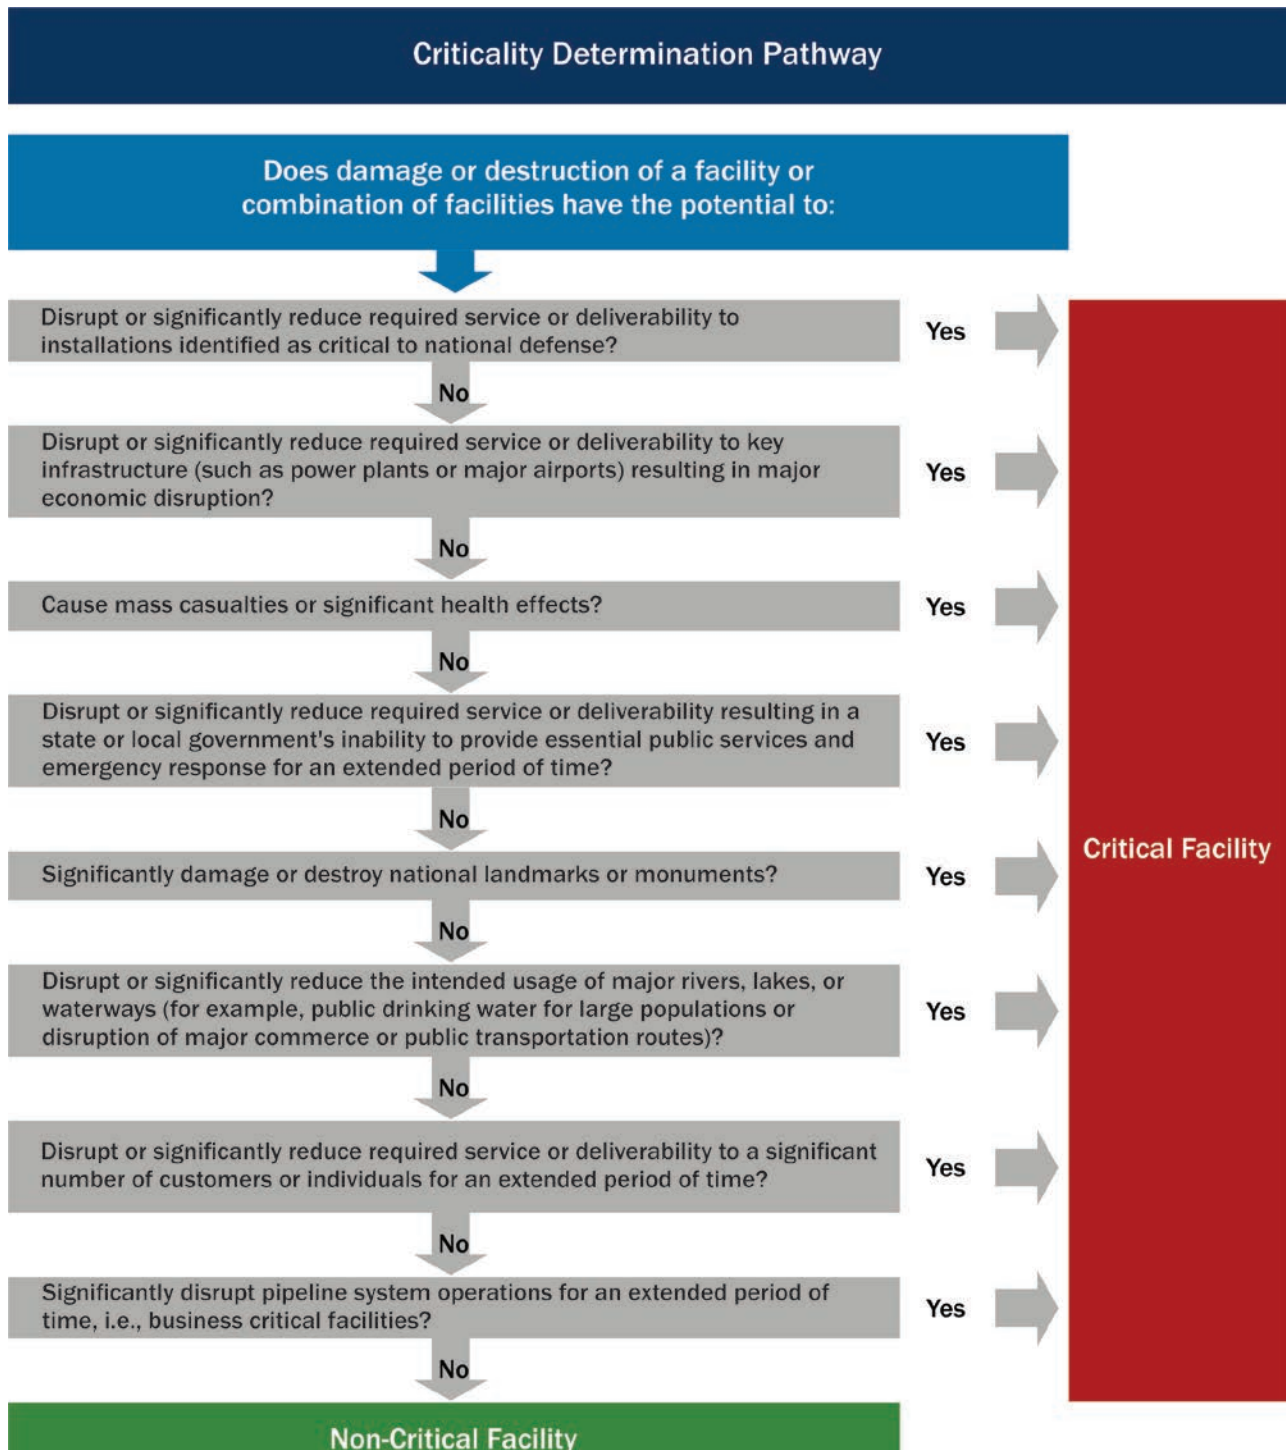 Criticality Determination Pathway
Does damage or destruction of a facility or
combination of facilities have the potential to:
Disrupt or significantly reduce required service or deliverability to
installations identified as critical to national defense?
Yes
No
Disrupt or significantly reduce required service or deliverability to key
infrastructure (such as power plants or major airports) resulting in major
economic disruption?
Yes
No
Cause mass casualties or significant health effects?
Yes
No
Disrupt or significantly reduce required service or deliverability resulting in a
state or local government's inability to provide essential public services and
emergency response for an extended period of time?
Yes
No
Significantly damage or destroy national landmarks or monuments?
Yes
No
Disrupt or significantly reduce the intended usage of major rivers, lakes, or
waterways (for example, public drinking water for large populations or
disruption of major commerce or public transportation routes)?
Yes
No
Disrupt or significantly reduce required service or deliverability to a significant
number of customers or individuals for an extended period of time?
Yes
No
Significantly disrupt pipeline system operations for an extended period of
time, i.e., business critical facilities?
Yes
No
Critical Facility
Non-Critical Facility